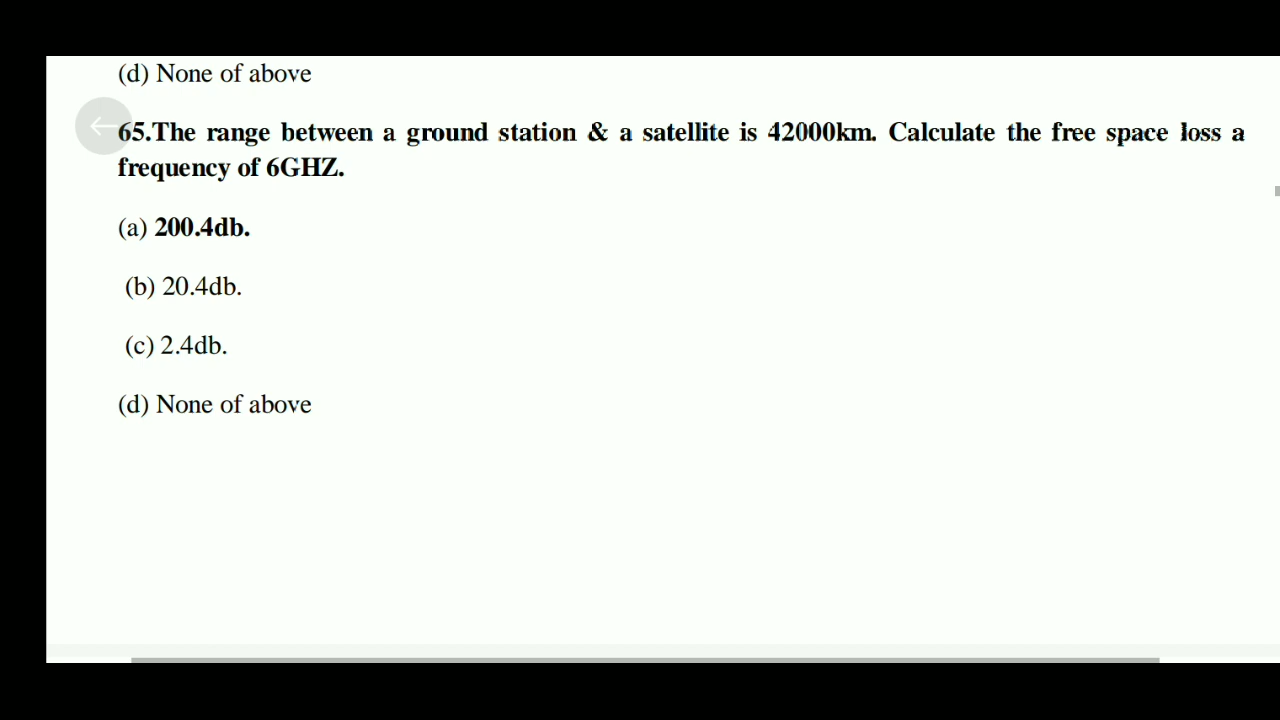 (d) None of above
65.The range between a ground station & a satellite is 42000km. Calculate the free space loss a
frequency of 6GHZ.
(a) 200.4db.
(b) 20.4db.
(c) 2.4db.
(d) None of above